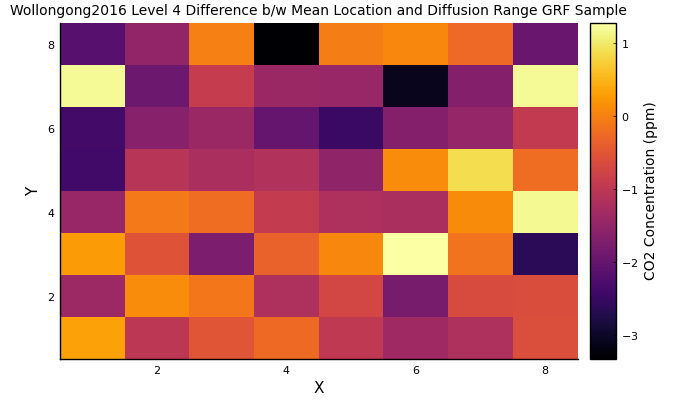 Wollongong2016 Level 4 Difference b/w Mean Location and Diffusion Range GRF Sample
8
6
4
2
Y
2 4 6 8
X
1
0
−1
−2
−3
CO2 Concentration (ppm)